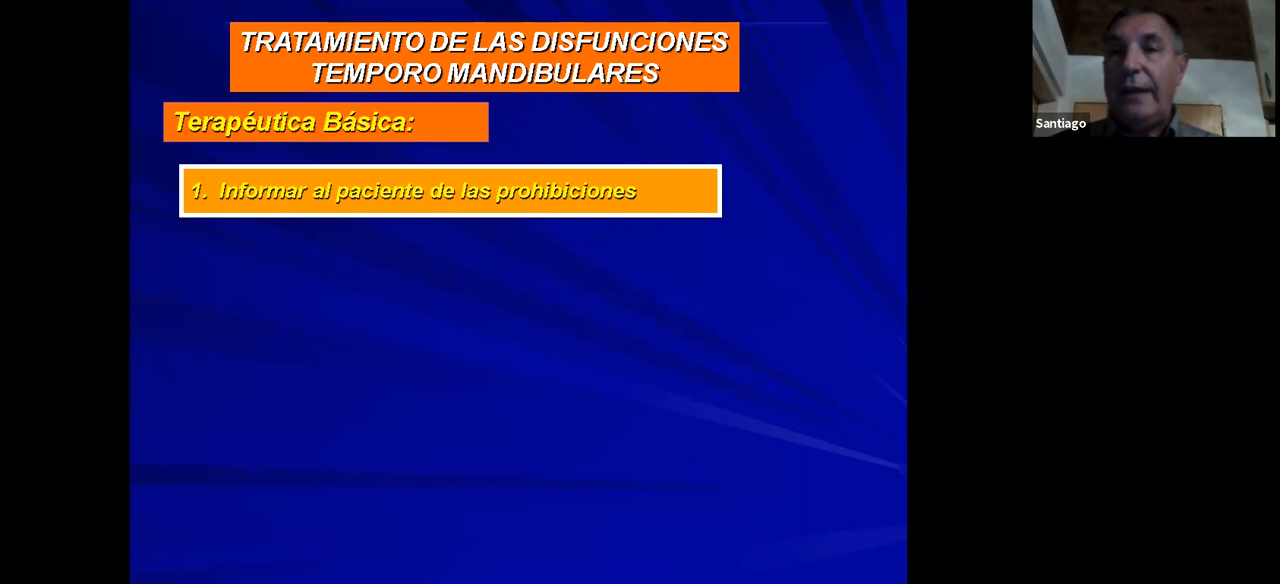 TRATAMIENTO DE LAS DISFUNCIONES
TEMPORO MANDIBULARES
Terapéutica Básica:
1. Informar al paciente de las prohibiciones
Santiago